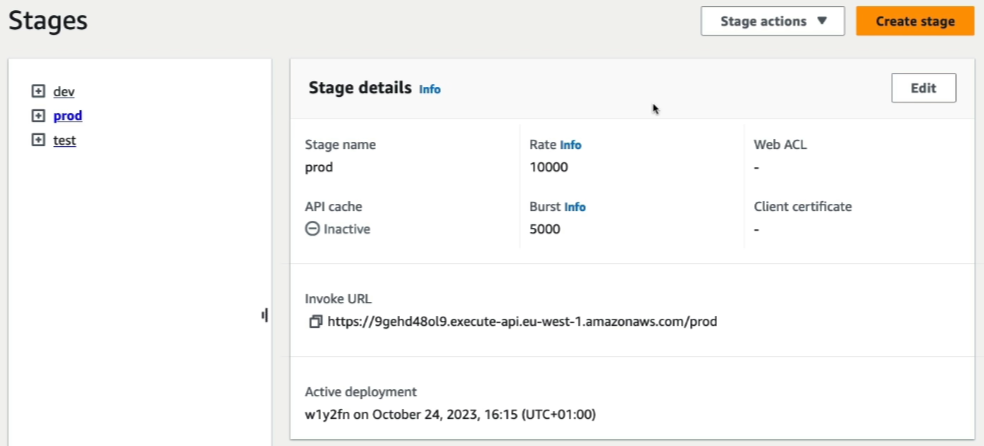 Stages
Stage actions
Create stage
dev
prod
test
Stage details Info
Edit
Stage name
prod
Rate Info
10000
Web ACL
-
API cache
Inactive
Burst Info
5000
Client certificate
-
Invoke URL
https://9gehd48ol9.execute-api.eu-west-1.amazonaws.com/prod
Active deployment
w1y2fn on October 24, 2023, 16:15 (UTC+01:00)